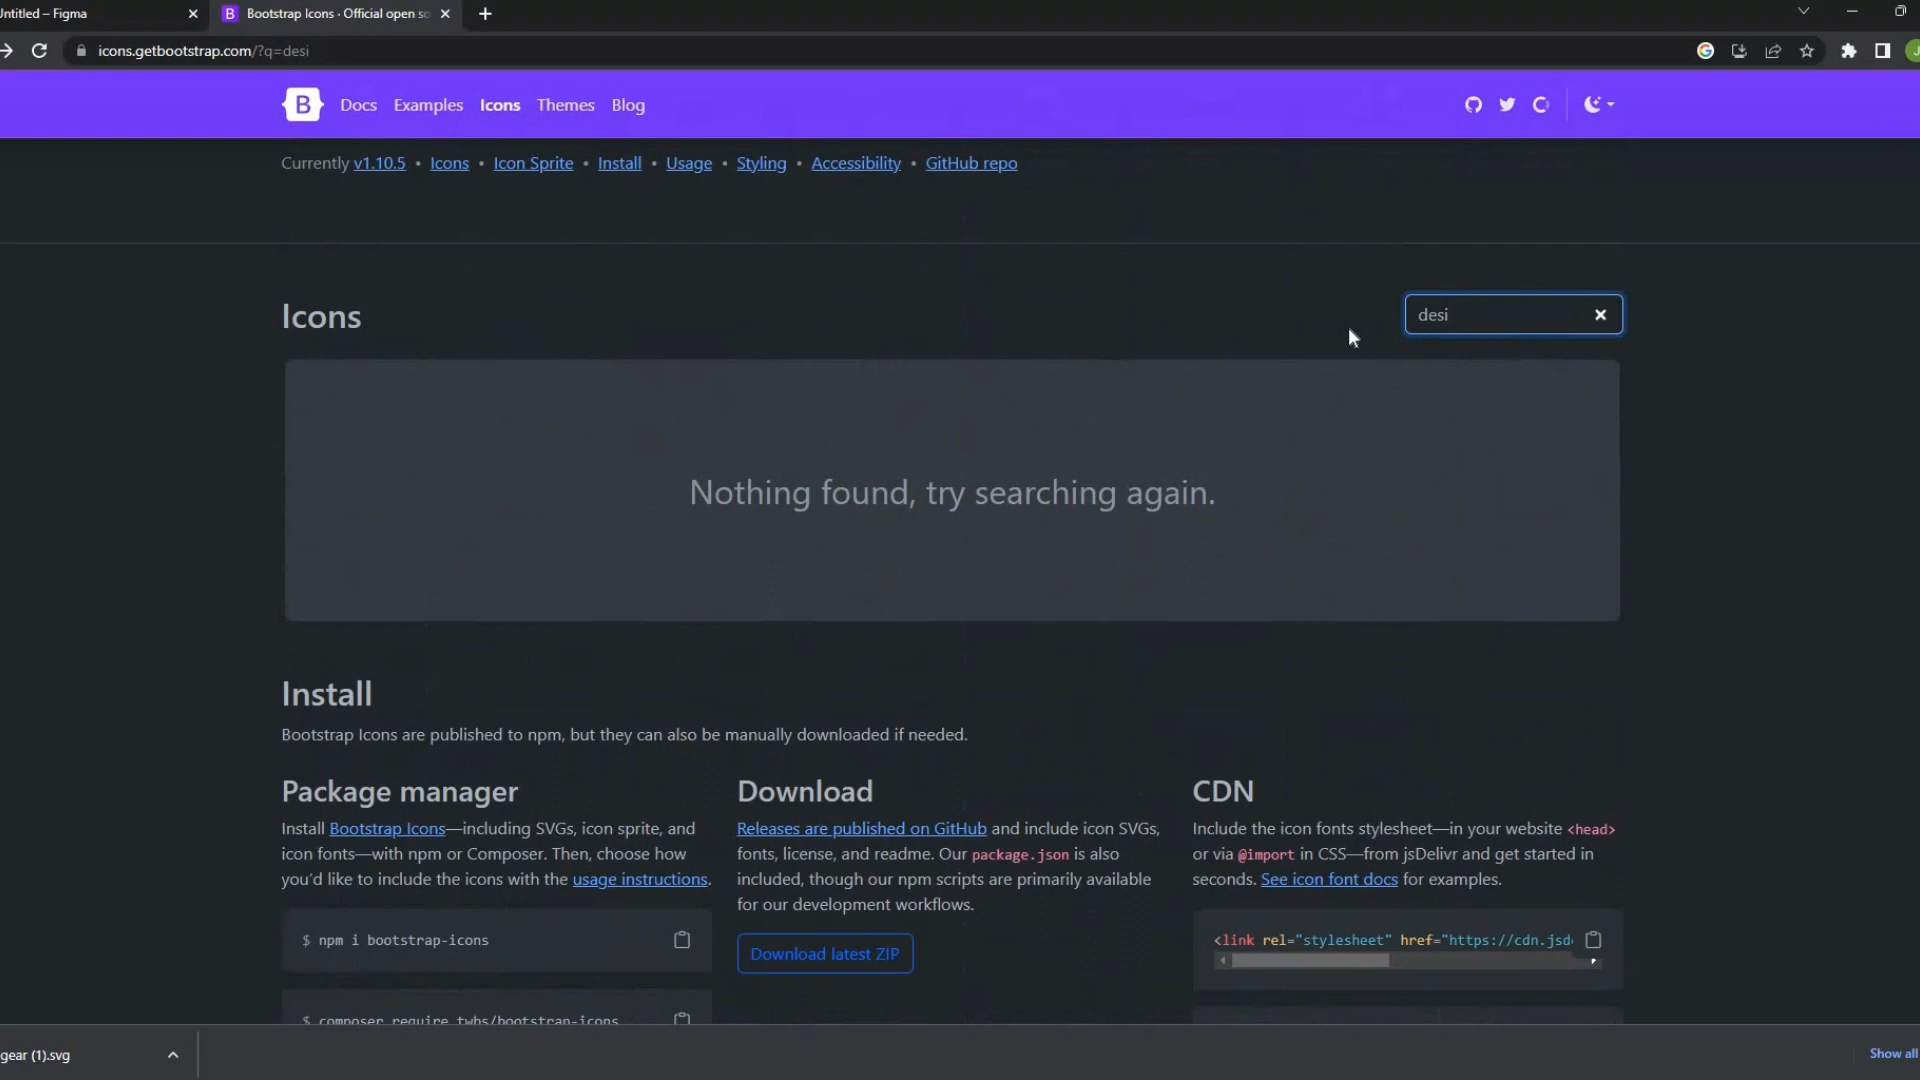 Untitled – Figma
B Bootstrap Icons · Official open so
icons.getbootstrap.com/?q=desi
B Docs Examples Icons Themes Blog
Currently v1.10.5 • Icons • Icon Sprite • Install • Usage • Styling • Accessibility • GitHub repo
Icons
desi
Nothing found, try searching again.
Install
Bootstrap Icons are published to npm, but they can also be manually downloaded if needed.
Package manager
Install Bootstrap Icons—including SVGs, icon sprite, and
icon fonts—with npm or Composer. Then, choose how
you'd like to include the icons with the usage instructions.
$ npm i bootstrap-icons
$ composer require twbs/bootstrap-icons
Download
Releases are published on GitHub and include icon SVGs,
fonts, license, and readme. Our package.json is also
included, though our npm scripts are primarily available
for our development workflows.
Download latest ZIP
CDN
Include the icon fonts stylesheet—in your website <head>
or via @import in CSS—from jsDelivr and get started in
seconds. See icon font docs for examples.
<link rel="stylesheet" href="https://cdn.jsd
gear (1).svg
Show all